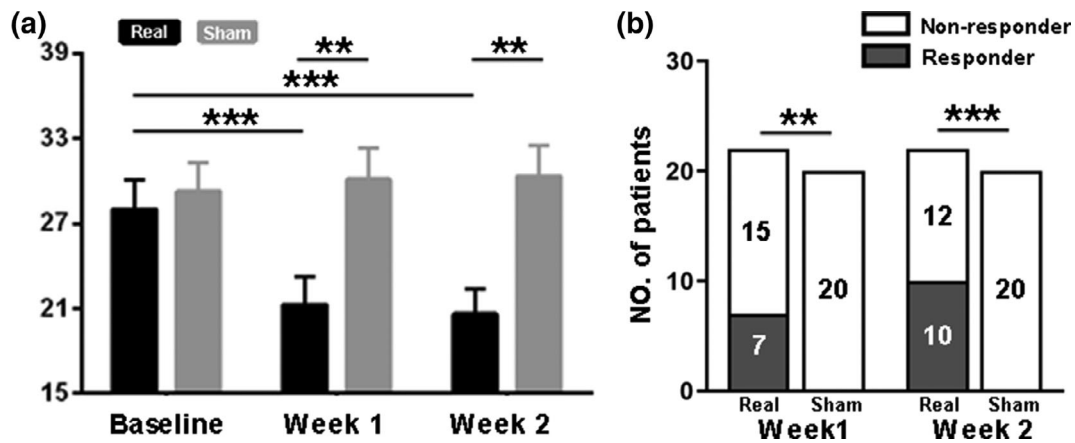 (a)
Real Sham
39
33
27
21
15
** **
***
***
Baseline Week 1 Week 2
(b)
Non-responder
Responder
NO. of patients
30
20
10
0
** ***
15 12
20 20
7 10
Real Sham Real Sham
Week1 Week 2